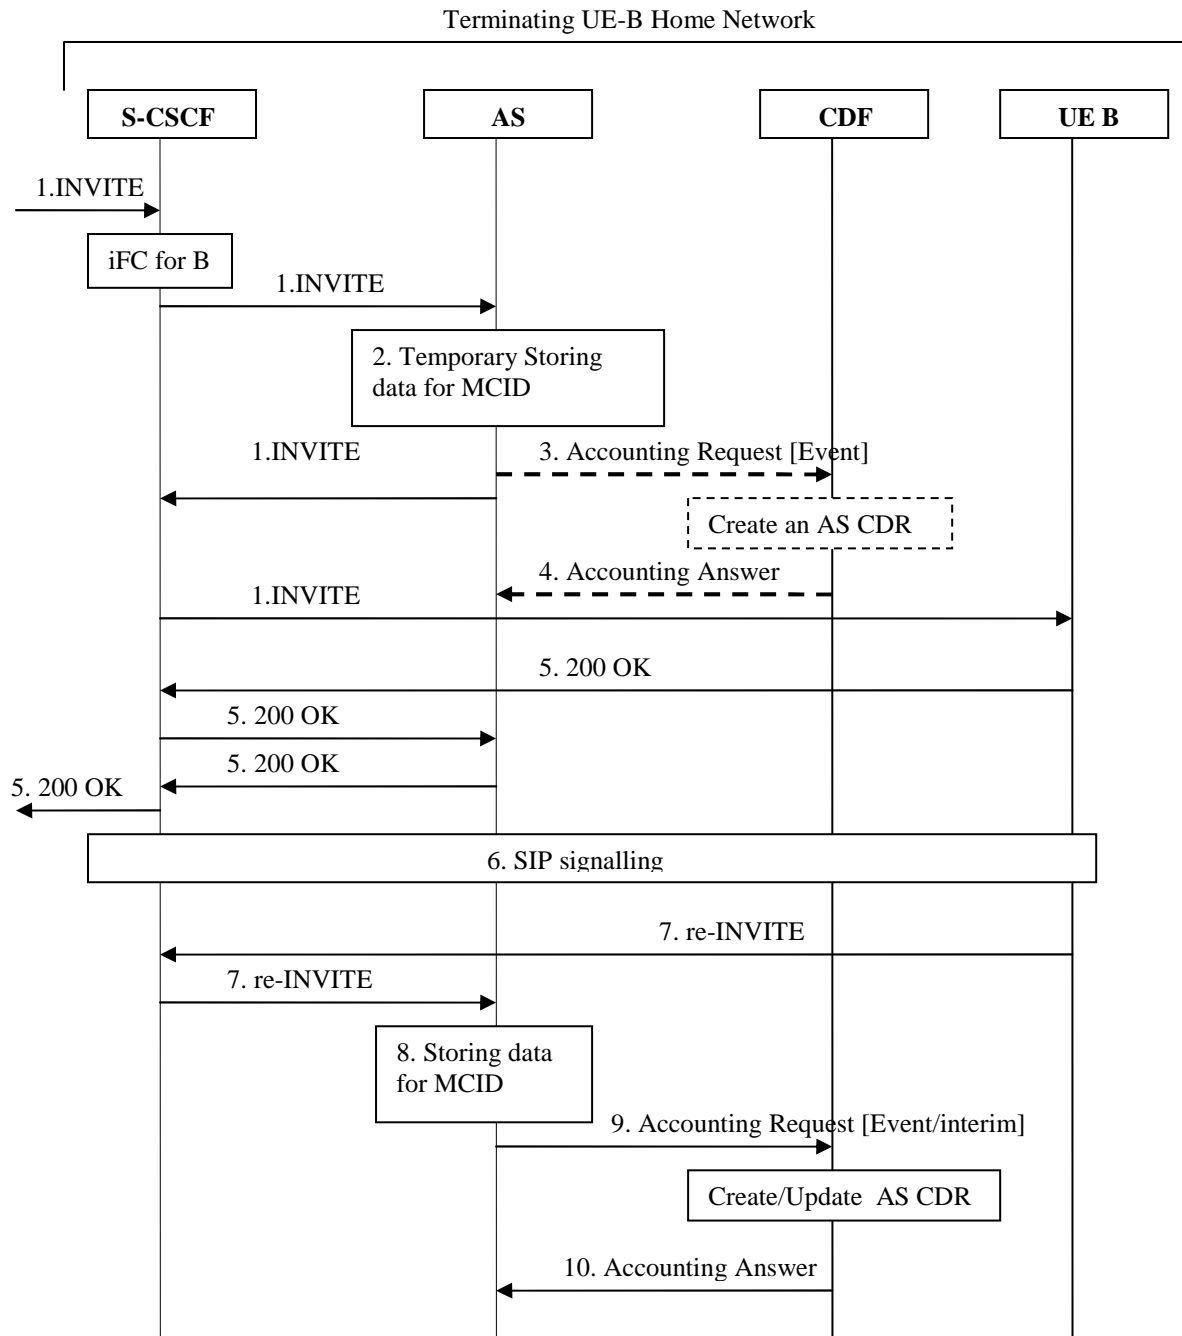 Terminating UE-B Home Network
S-CSCF
AS
CDF
UE B
1.INVITE
iFC for B
1.INVITE
2. Temporary Storing
data for MCID
1.INVITE
3. Accounting Request [Event]
Create an AS CDR
4. Accounting Answer
1.INVITE
5. 200 OK
5. 200 OK
5. 200 OK
5. 200 OK
6. SIP signalling
7. re-INVITE
7. re-INVITE
8. Storing data
for MCID
9. Accounting Request [Event/interim]
Create/Update AS CDR
10. Accounting Answer